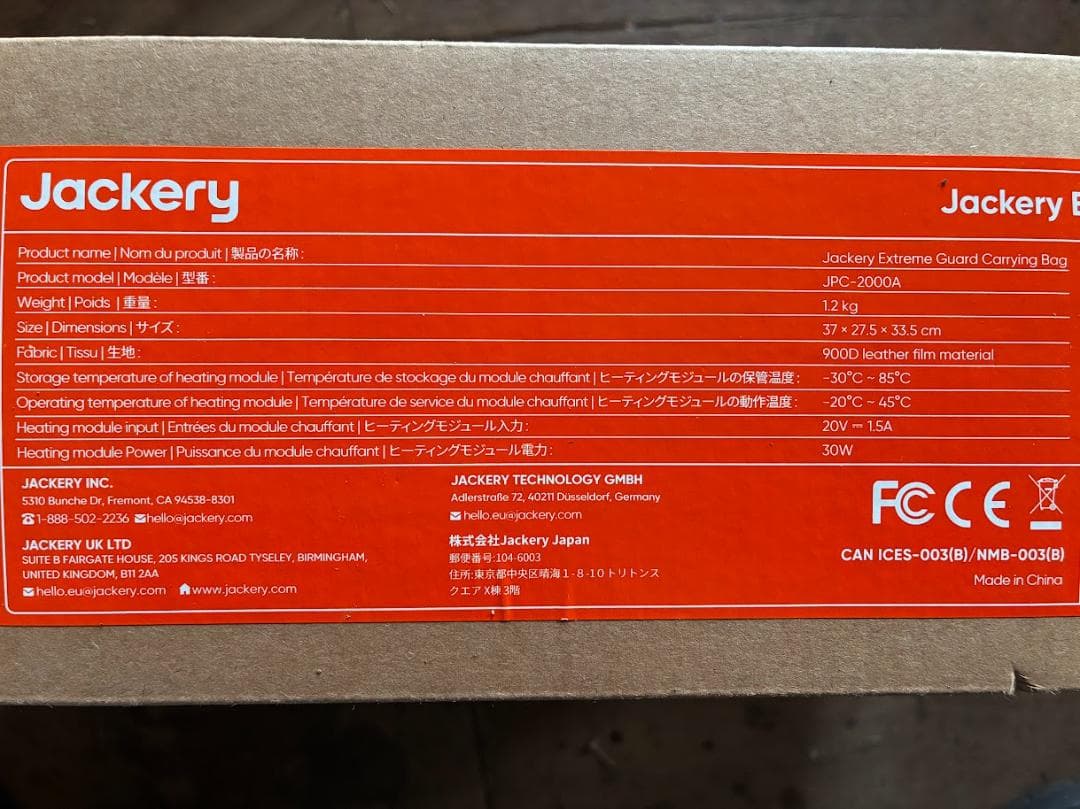 Jackery
Jackery E
Product name | Nom du produit | 製品の名称 : Jackery Extreme Guard Carrying Bag
Product model | Modèle | 型番 : JPC-2000A
Weight | Poids | 重量 : 1.2 kg
Size | Dimensions | サイズ : 37 × 27.5 × 33.5 cm
Fabric | Tissu | 生地 : 900D leather film material
Storage temperature of heating module | Température de stockage du module chauffant | ヒーティングモジュールの保管温度 : -30°C ~ 85°C
Operating temperature of heating module | Température de service du module chauffant | ヒーティングモジュールの動作温度 : -20°C ~ 45°C
Heating module input | Entrées du module chauffant | ヒーティングモジュール入力 : 20V ⎓ 1.5A
Heating module Power | Puissance du module chauffant | ヒーティングモジュール電力 : 30W
JACKERY INC.
5310 Bunche Dr, Fremont, CA 94538-8301
1-888-502-2236 hello@jackery.com
JACKERY UK LTD
SUITE B FAIRGATE HOUSE, 205 KINGS ROAD TYSELEY, BIRMINGHAM,
UNITED KINGDOM, B11 2AA
hello.eu@jackery.com www.jackery.com
JACKERY TECHNOLOGY GMBH
Adlerstraße 72, 40211 Düsseldorf, Germany
hello.eu@jackery.com
株式会社Jackery Japan
郵便番号:104-6003
住所:東京都中央区晴海1-8-10トリトンス
クエア X棟 3階
FC CE
CAN ICES-003(B)/NMB-003(B)
Made in China